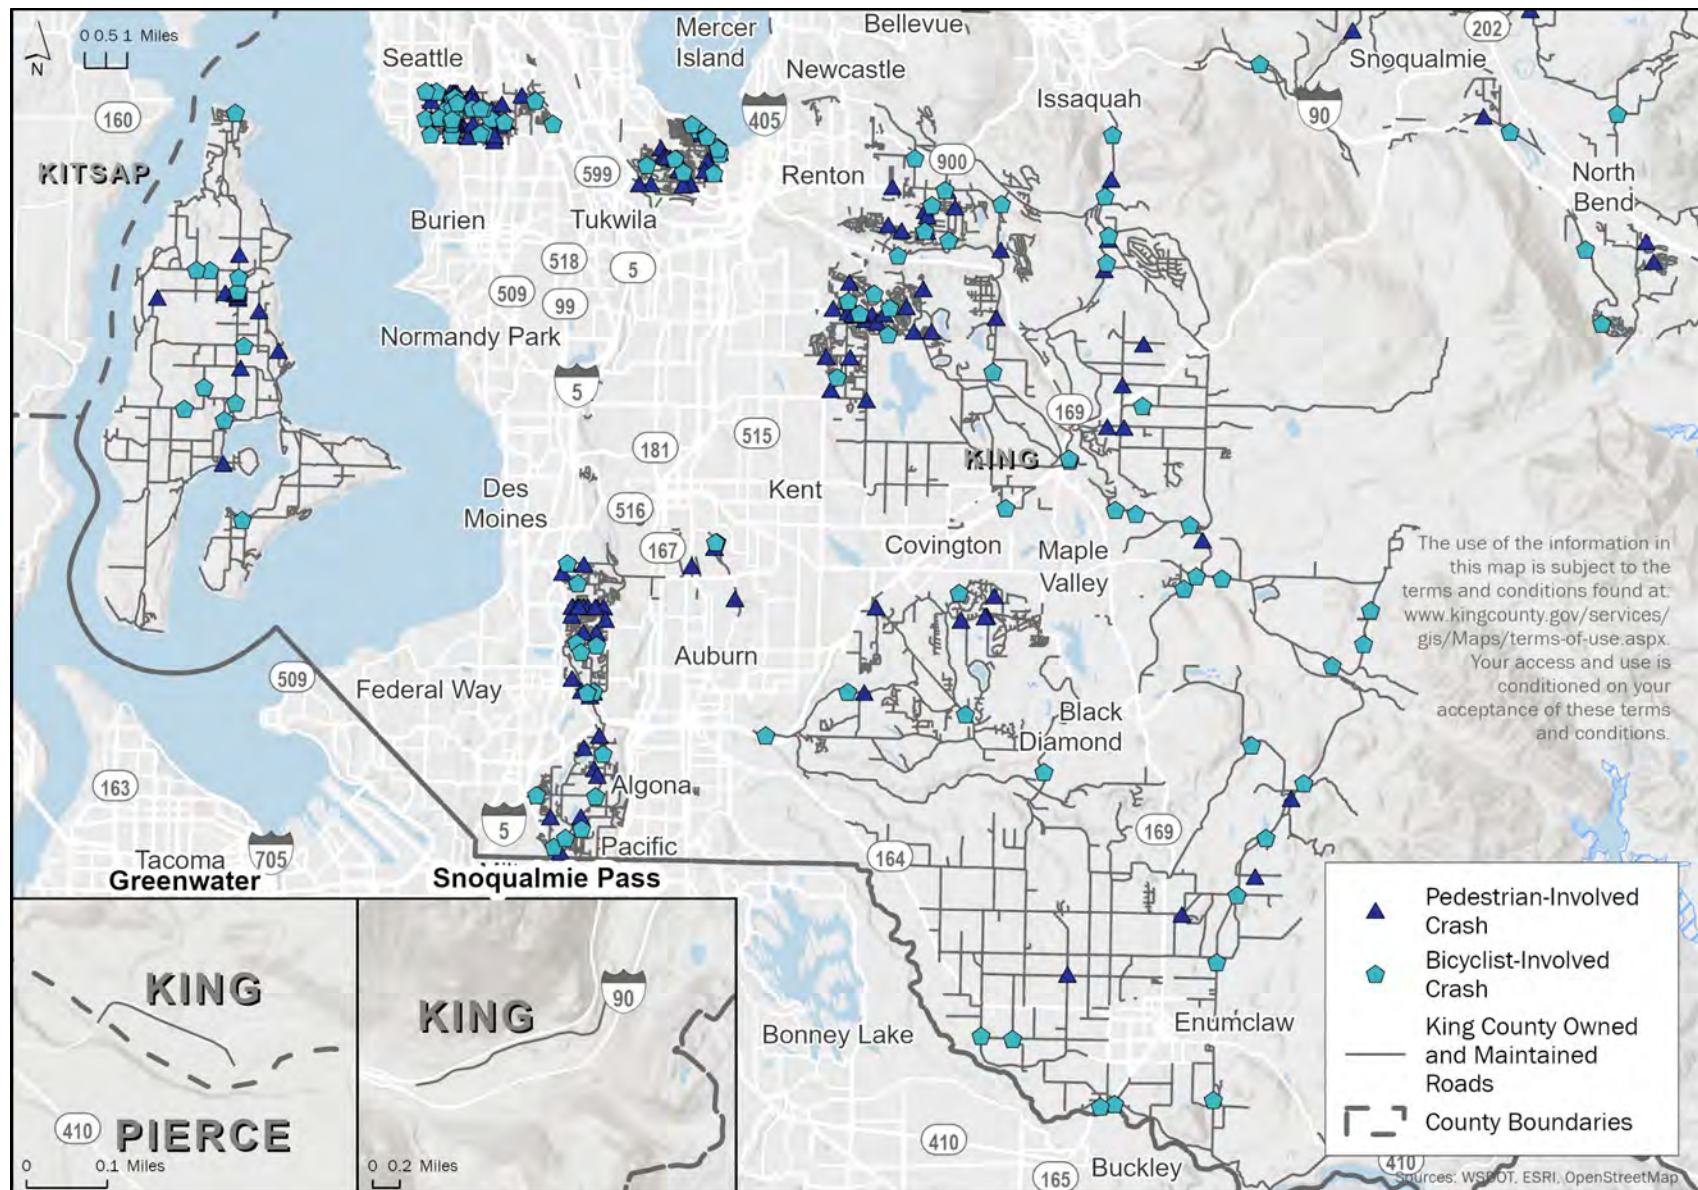 0 0.5 1 Miles
N
160
KITSAP
Seattle
Mercer
Island
Bellevue
Newcastle
405
Issaquah
202
Snoqualmie
90
North
Bend
599
Renton
900
Burien
Tukwila
518
5
509
99
Normandy Park
5
181
515
169
KING
Des
Moines
516
Kent
167
Covington
Maple
Valley
The use of the information in
this map is subject to the
terms and conditions found at:
www.kingcounty.gov/services/
gis/Maps/terms-of-use.aspx.
Your access and use is
conditioned on your
acceptance of these terms
and conditions.
509
Federal Way
Auburn
Black
Diamond
163
Algona
5
Pacific
169
164
Tacoma
705
Greenwater
Snoqualmie Pass
KING
PIERCE
410
0 0.1 Miles
KING
90
0 0.2 Miles
Bonney Lake
Enumclaw
410
165
Buckley
410
Pedestrian-Involved
Crash
Bicyclist-Involved
Crash
King County Owned
and Maintained
Roads
County Boundaries
Sources: WSDOT, ESRI, OpenStreetMap